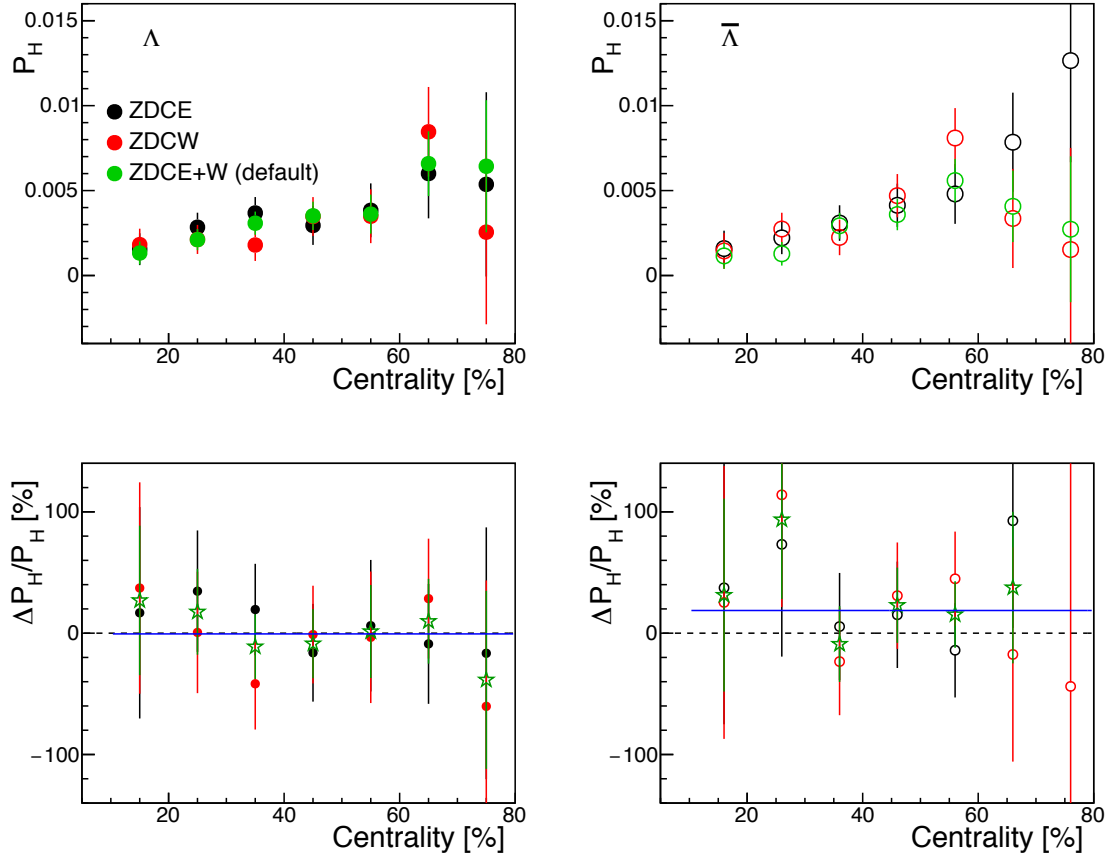 0.015
Λ
P_H
0.01
ZDCE
ZDCW
ZDCE+W (default)
0.005
0
20 40 60 80
Centrality [%]
0.015
Λ̅
P_H
0.01
0.005
0
20 40 60 80
Centrality [%]
100
Δ P_H/P_H [%]
0
−100
20 40 60 80
Centrality [%]
100
Δ P_H/P_H [%]
0
−100
20 40 60 80
Centrality [%]